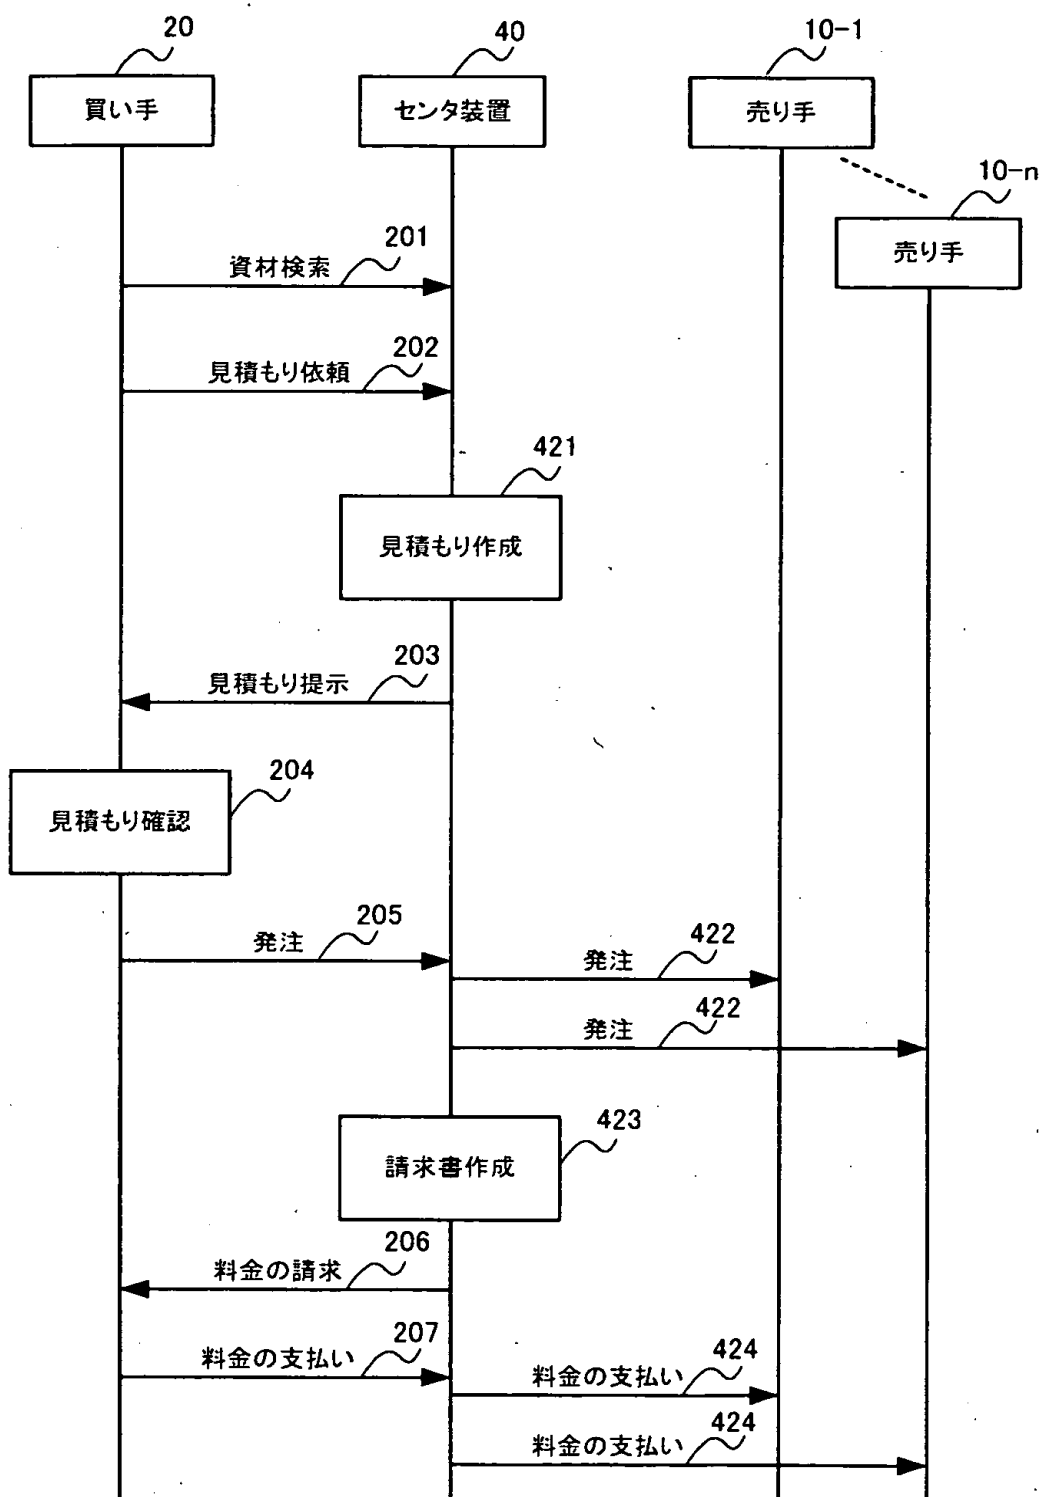 20
40
10-1
買い手
センタ装置
売り手
10-n
売り手
201
資材検索
202
見積もり依頼
421
見積もり作成
203
見積もり提示
204
見積もり確認
205
発注
422
発注
422
発注
423
請求書作成
206
料金の請求
207
料金の支払い
424
料金の支払い
424
料金の支払い